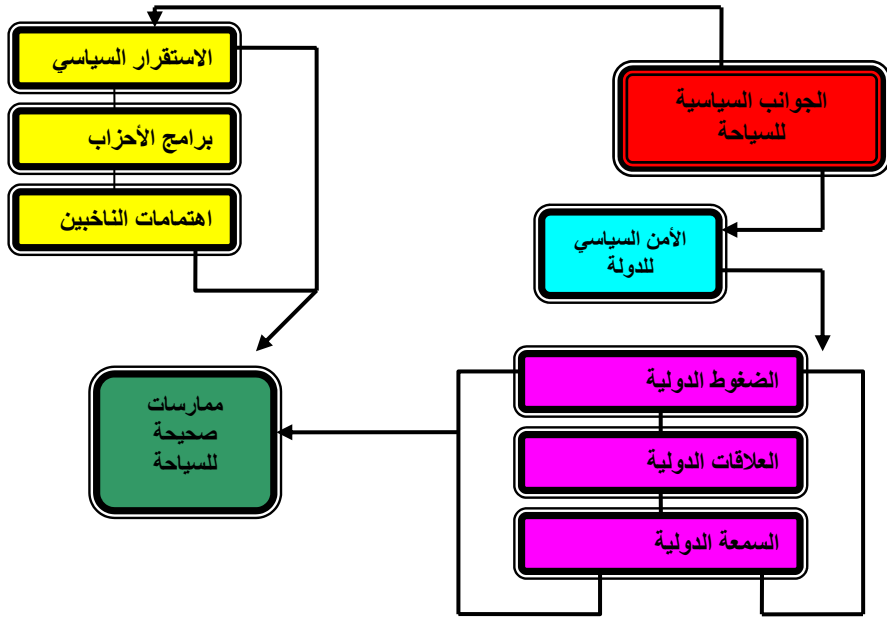 الجوانب السياسية
للسياحة
الاستقرار السياسي
برامج الأحزاب
اهتمامات الناخبين
الأمن السياسي
للدولة
الضغوط الدولية
العلاقات الدولية
السمعة الدولية
ممارسات
صحيحة
للسياحة